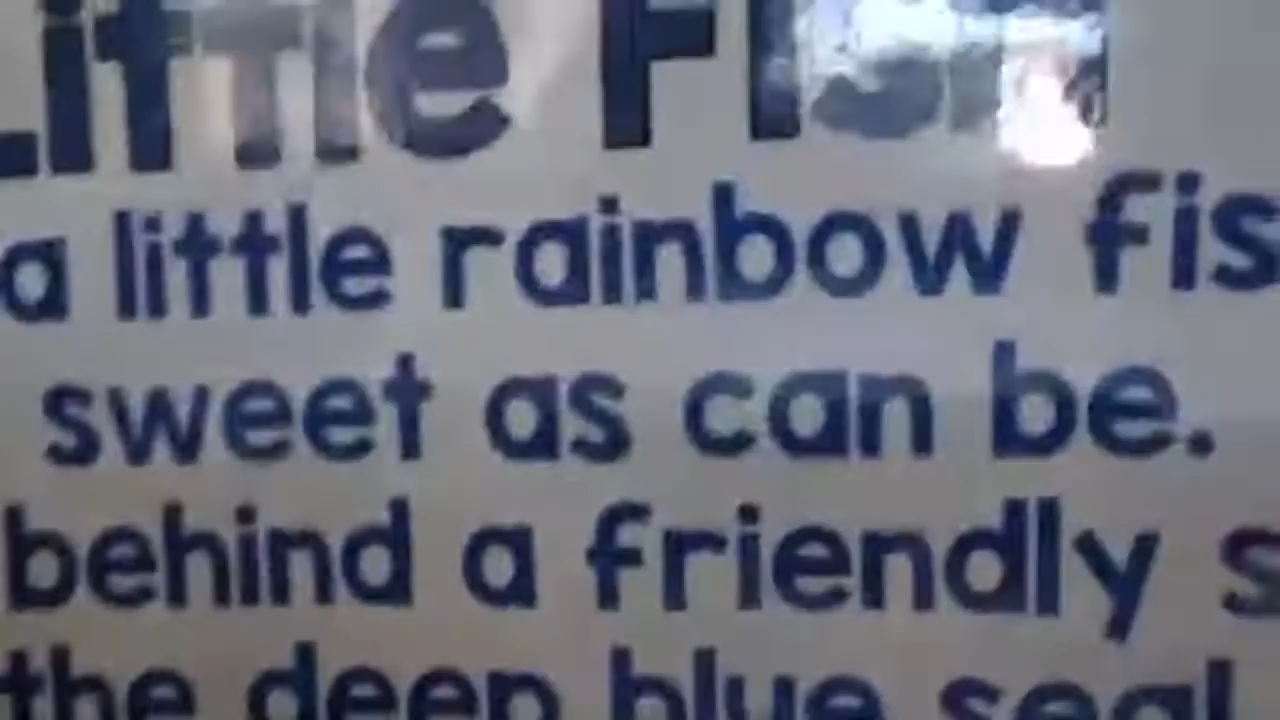 Little Fish
a little rainbow fis
sweet as can be.
behind a friendly s
the deep blue sea!